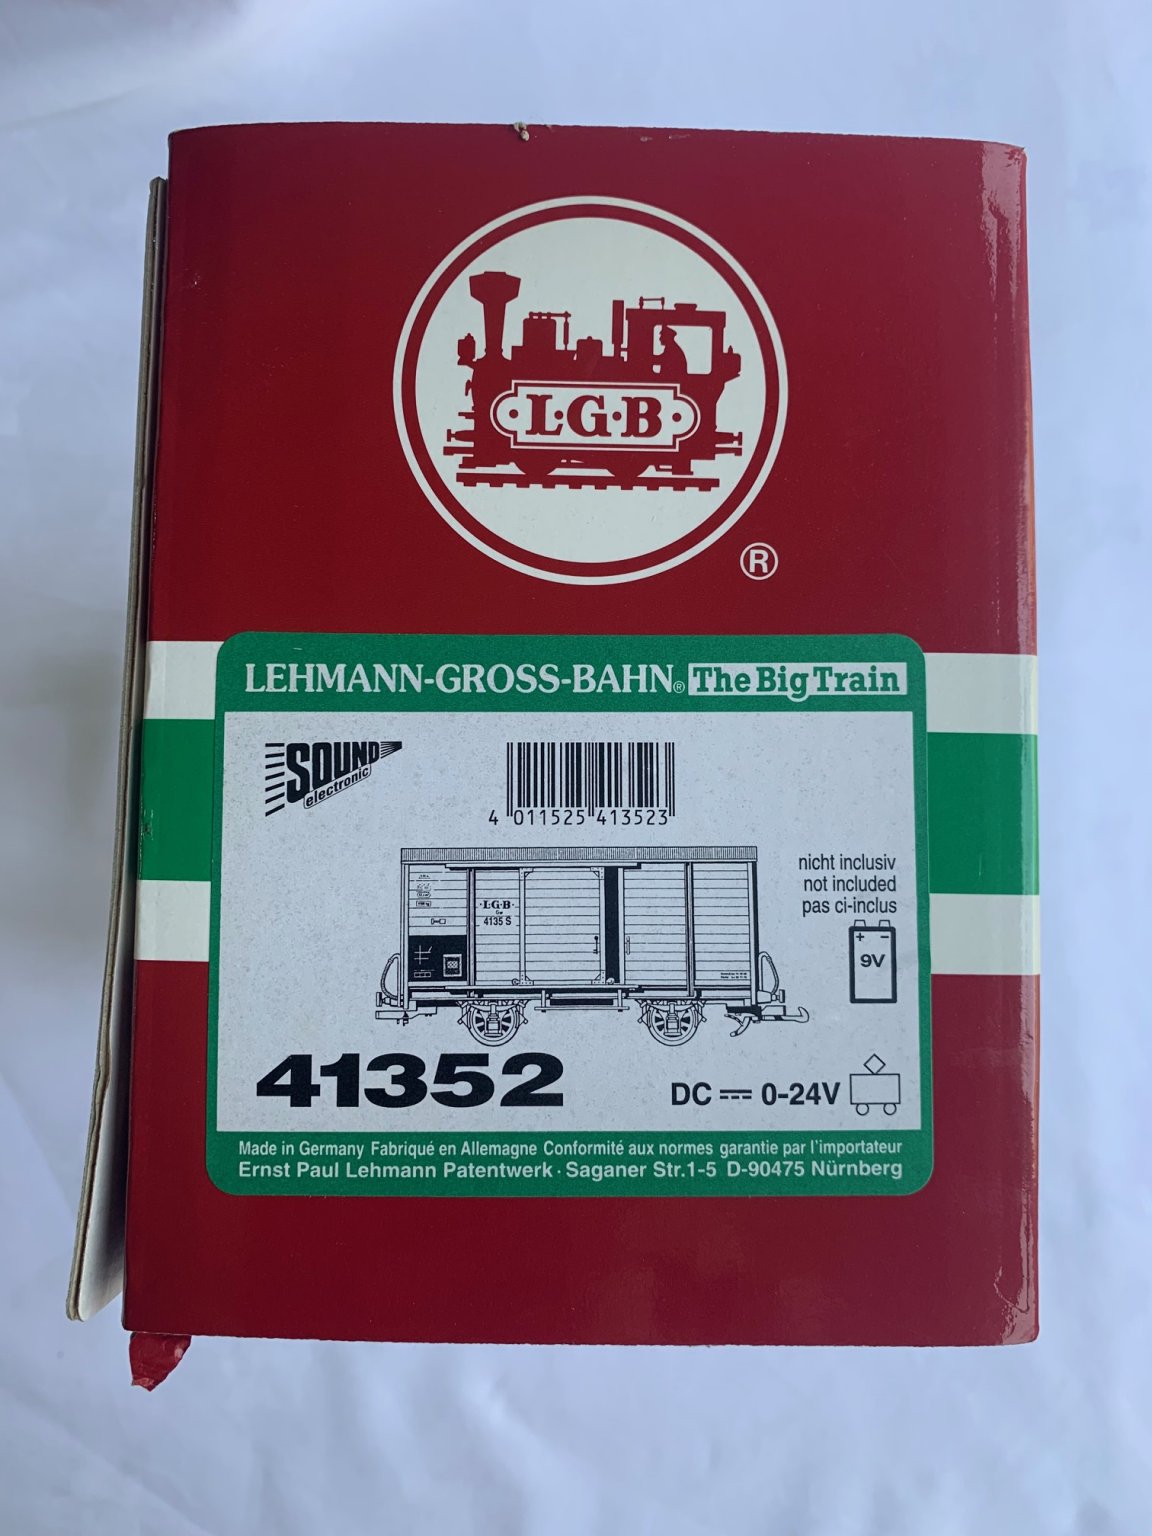 ·L·G·B·
®
LEHMANN-GROSS-BAHN® The Big Train
SOUND
electronic
4 011525 413523
nicht inclusiv
not included
pas ci-inclus
·L·G·B·
Gw
4135 S
+ -
9V
41352
DC 0-24V
Made in Germany Fabriqué en Allemagne Conformité aux normes garantie par l'importateur
Ernst Paul Lehmann Patentwerk · Saganer Str.1-5 D-90475 Nürnberg